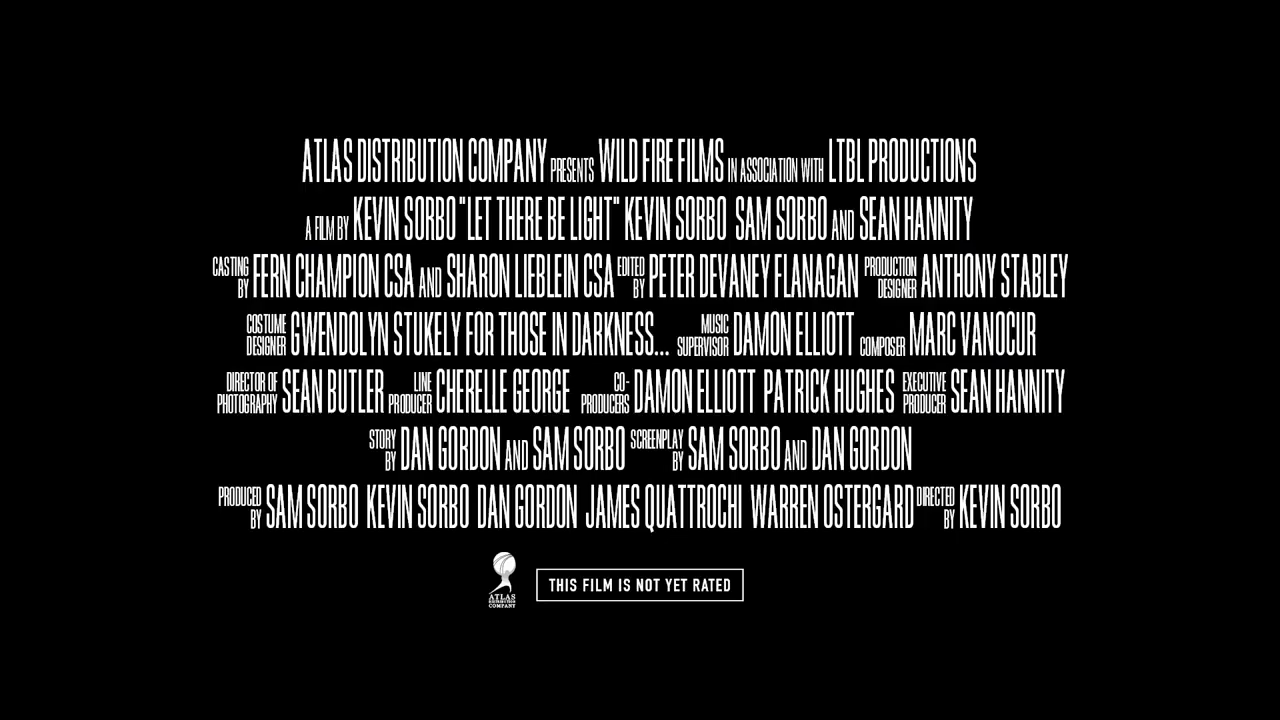 ATLAS DISTRIBUTION COMPANY PRESENTS WILD FIRE FILMS IN ASSOCIATION WITH LTBL PRODUCTIONS
A FILM BY KEVIN SORBO "LET THERE BE LIGHT" KEVIN SORBO SAM SORBO AND SEAN HANNITY
CASTING BY FERN CHAMPION CSA AND SHARON LIEBLEIN CSA EDITED BY PETER DEVANEY FLANAGAN PRODUCTION DESIGNER ANTHONY STABLEY
COSTUME DESIGNER GWENDOLYN STUKELY FOR THOSE IN DARKNESS... MUSIC SUPERVISOR DAMON ELLIOTT COMPOSER MARC VANOCUR
DIRECTOR OF PHOTOGRAPHY SEAN BUTLER LINE PRODUCER CHERELLE GEORGE CO-PRODUCERS DAMON ELLIOTT PATRICK HUGHES EXECUTIVE PRODUCER SEAN HANNITY
STORY BY DAN GORDON AND SAM SORBO SCREENPLAY BY SAM SORBO AND DAN GORDON
PRODUCED BY SAM SORBO KEVIN SORBO DAN GORDON JAMES QUATTROCHI WARREN OSTERGARD DIRECTED BY KEVIN SORBO
ATLAS
DISTRIBUTION
COMPANY
THIS FILM IS NOT YET RATED